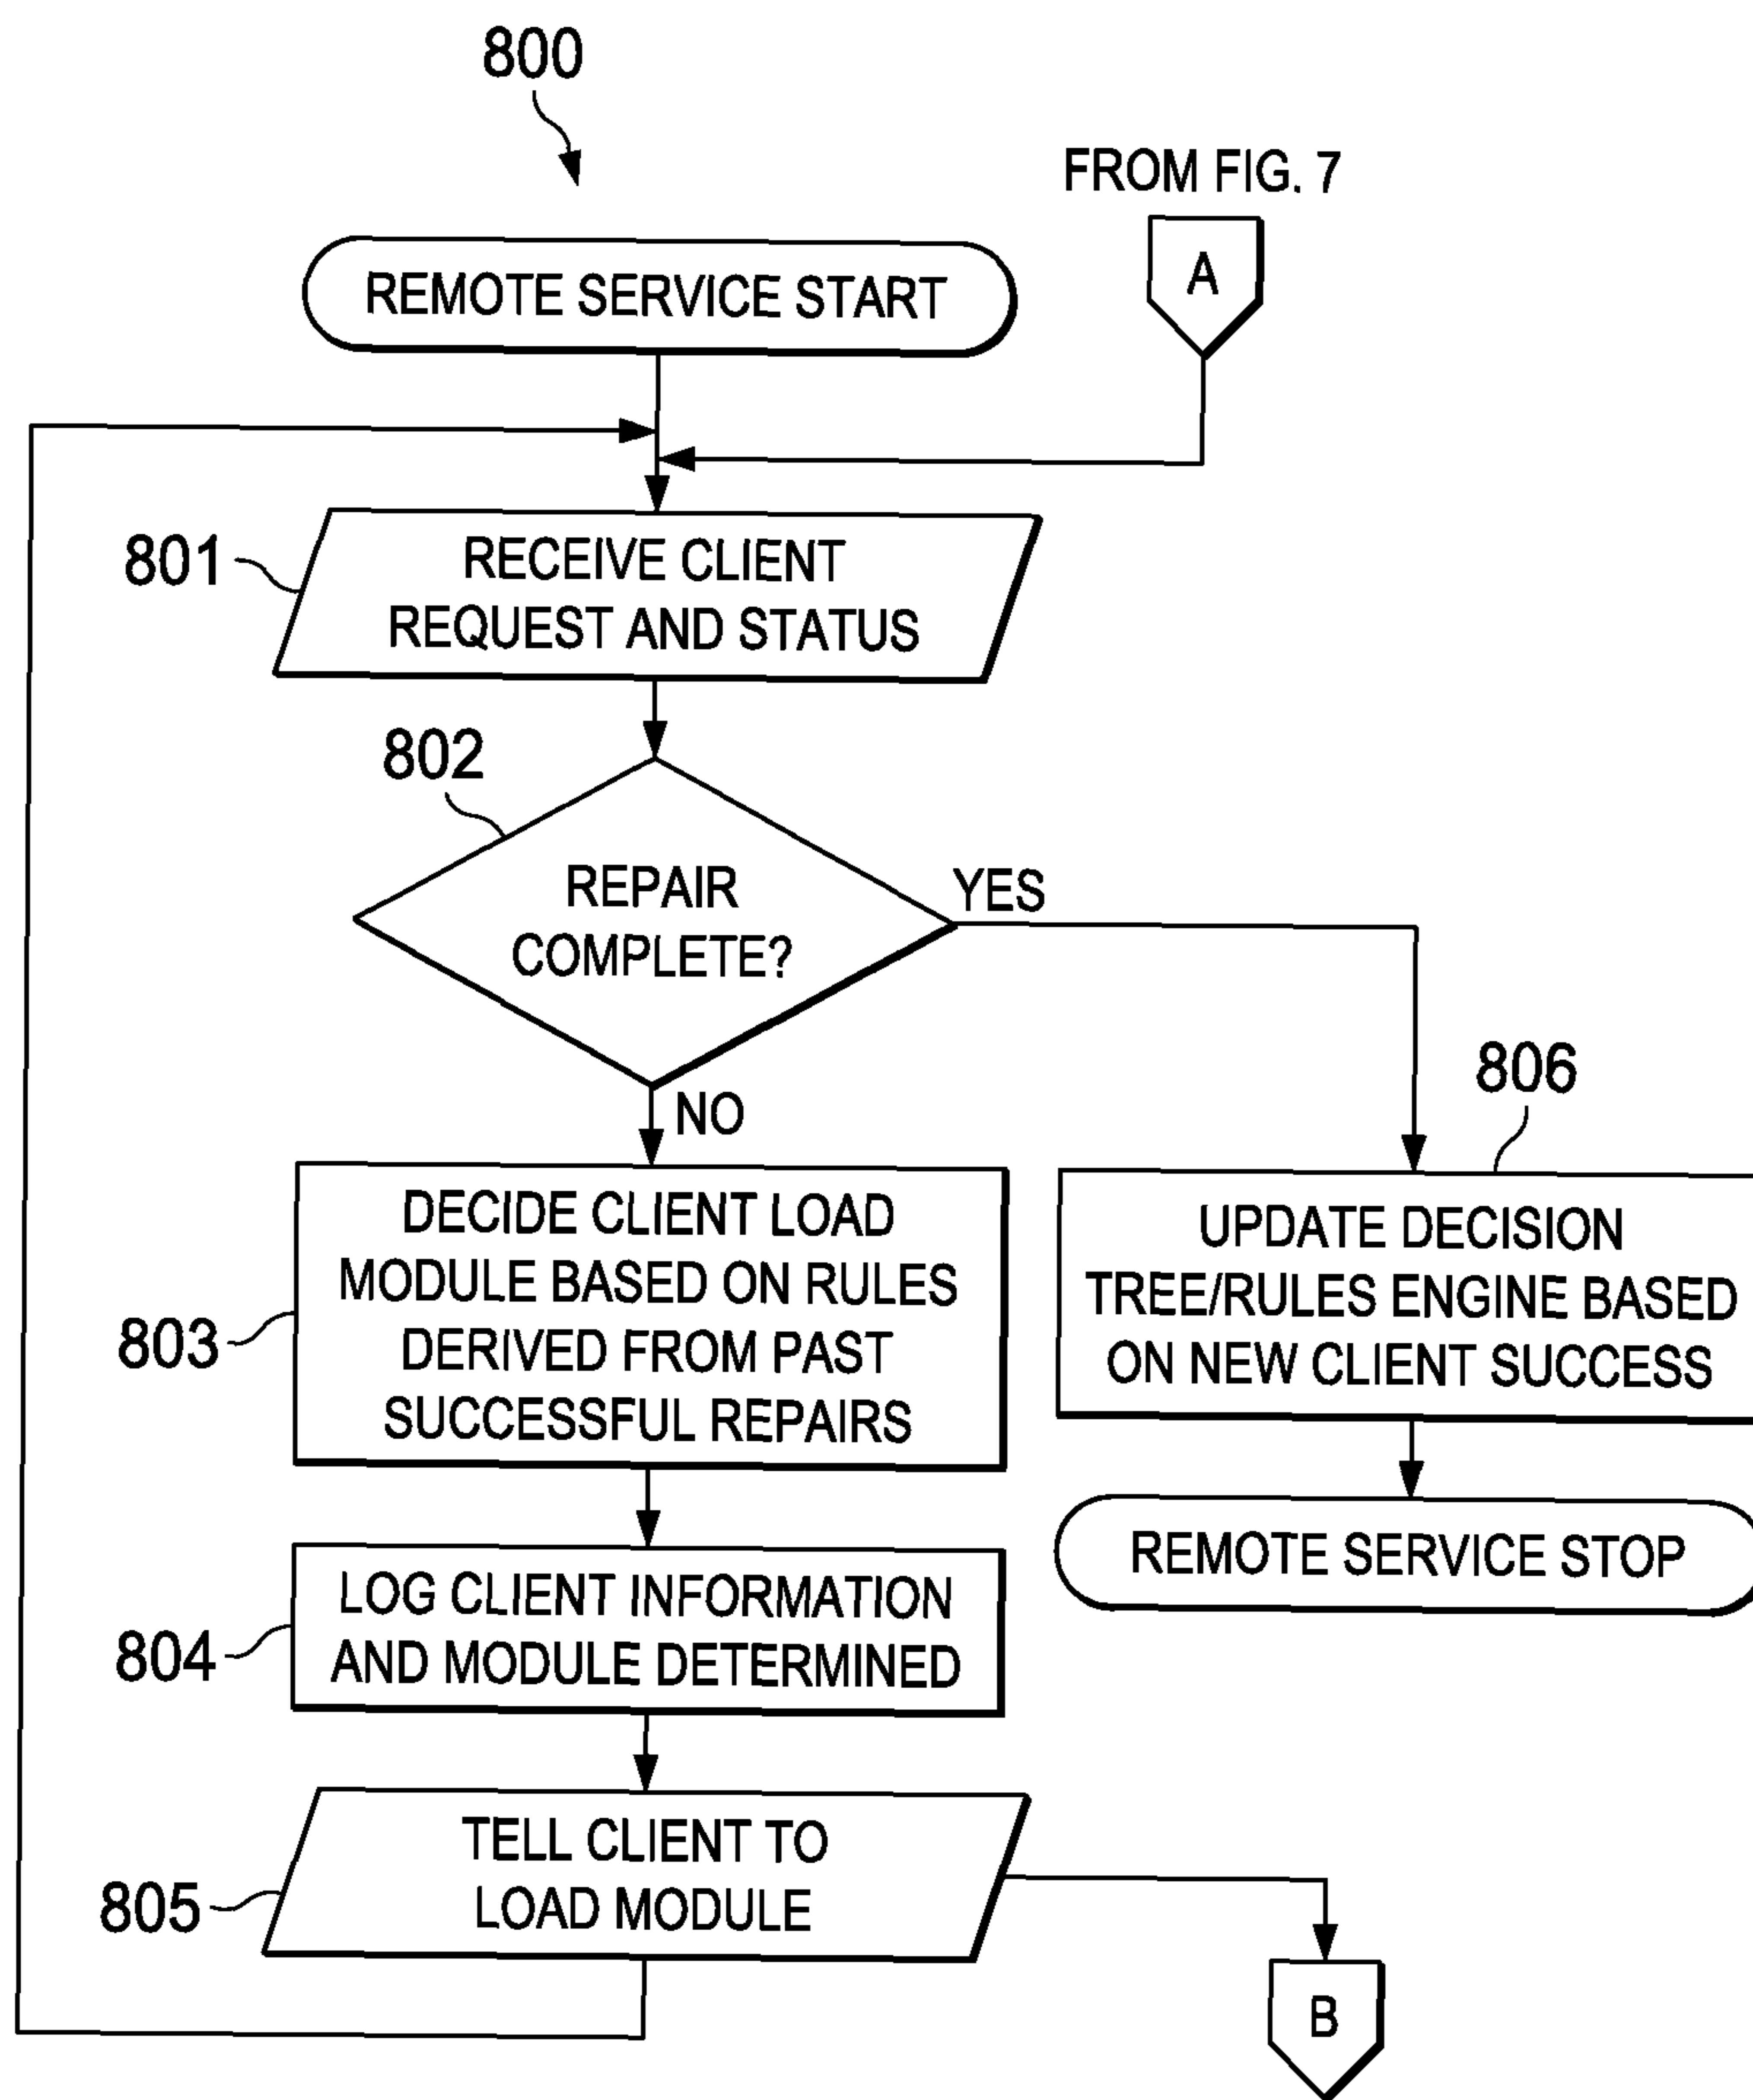 800
FROM FIG. 7
A
REMOTE SERVICE START
801
RECEIVE CLIENT
REQUEST AND STATUS
802
REPAIR
COMPLETE?
YES
NO
803
DECIDE CLIENT LOAD
MODULE BASED ON RULES
DERIVED FROM PAST
SUCCESSFUL REPAIRS
806
UPDATE DECISION
TREE/RULES ENGINE BASED
ON NEW CLIENT SUCCESS
REMOTE SERVICE STOP
804
LOG CLIENT INFORMATION
AND MODULE DETERMINED
805
TELL CLIENT TO
LOAD MODULE
B